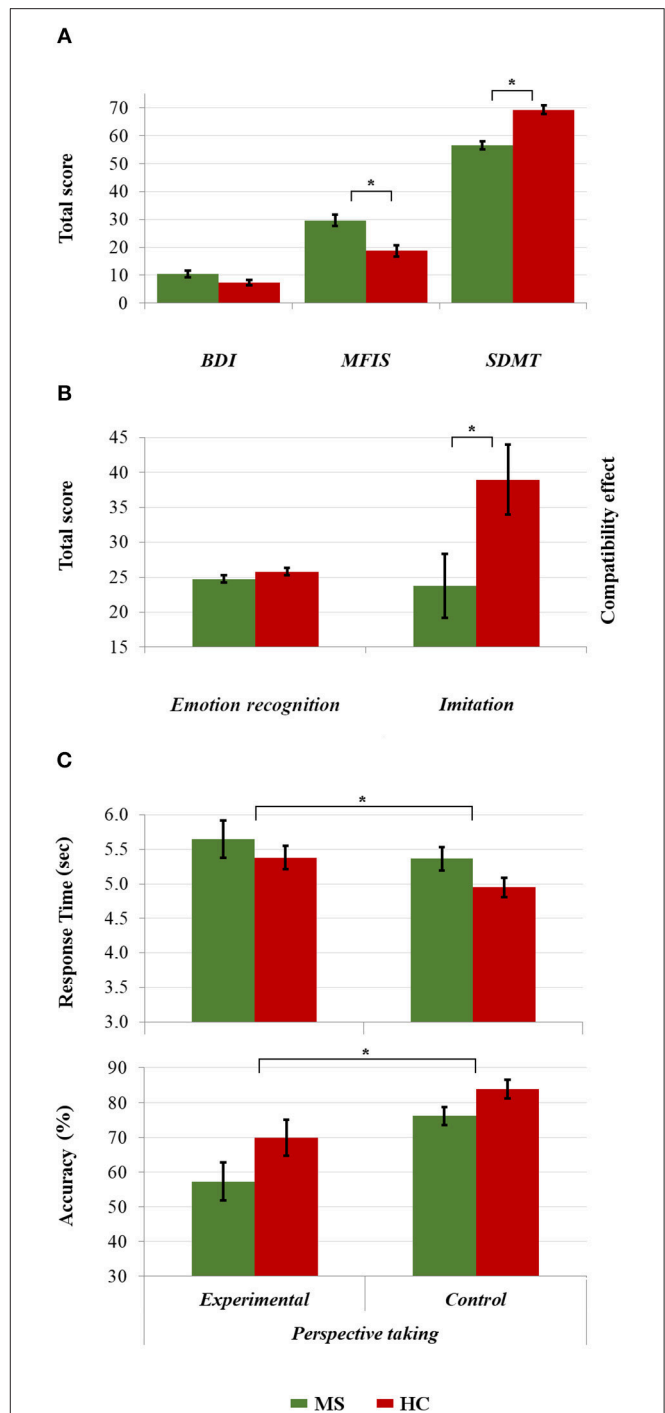 A
Total score
70
60
50
40
30
20
10
0
*
*
BDI MFIS SDMT
B
Total score
45
40
35
30
25
20
15
*
Compatibility effect
Emotion recognition Imitation
C
Response Time (sec)
6.0
5.5
5.0
4.5
4.0
3.5
3.0
*
Accuracy (%)
90
80
70
60
50
40
30
*
Experimental Control
Perspective taking
MS HC